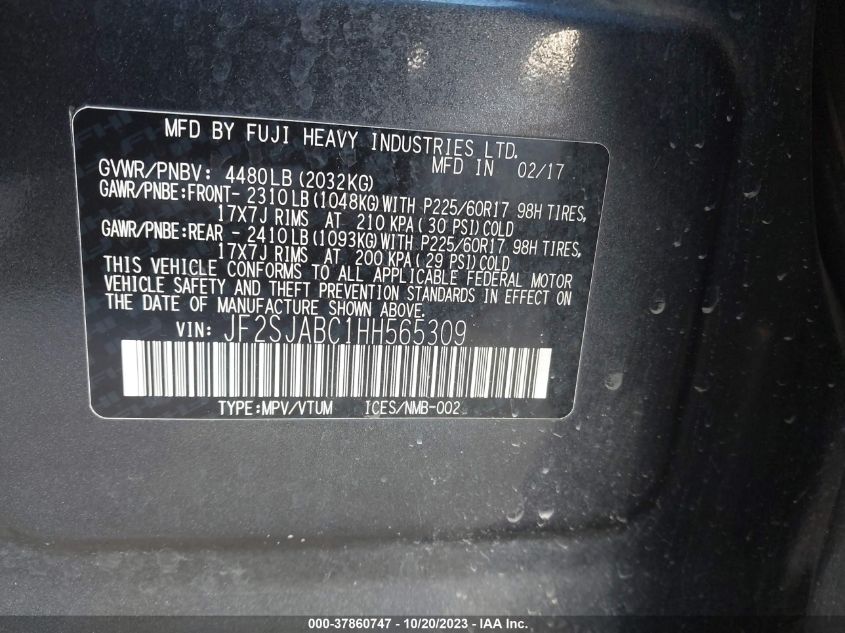 MFD BY FUJI HEAVY INDUSTRIES LTD.
MFD IN 02/17
GVWR/PNBV: 4480LB(2032KG)
GAWR/PNBE:FRONT- 2310LB(1048KG)WITH P225/60R17 98H TIRES,
17X7J RIMS AT 210 KPA( 30 PSI)COLD
GAWR/PNBE:REAR - 2410LB(1093KG)WITH P225/60R17 98H TIRES,
17X7J RIMS AT 200 KPA( 29 PSI)COLD
THIS VEHICLE CONFORMS TO ALL APPLICABLE FEDERAL MOTOR
VEHICLE SAFETY AND THEFT PREVENTION STANDARDS IN EFFECT ON
THE DATE OF MANUFACTURE SHOWN ABOVE.
VIN: JF2SJABC1HH565309
TYPE:MPV/VTUM ICES/NMB-002
000-37860747 - 10/20/2023 - IAA Inc.